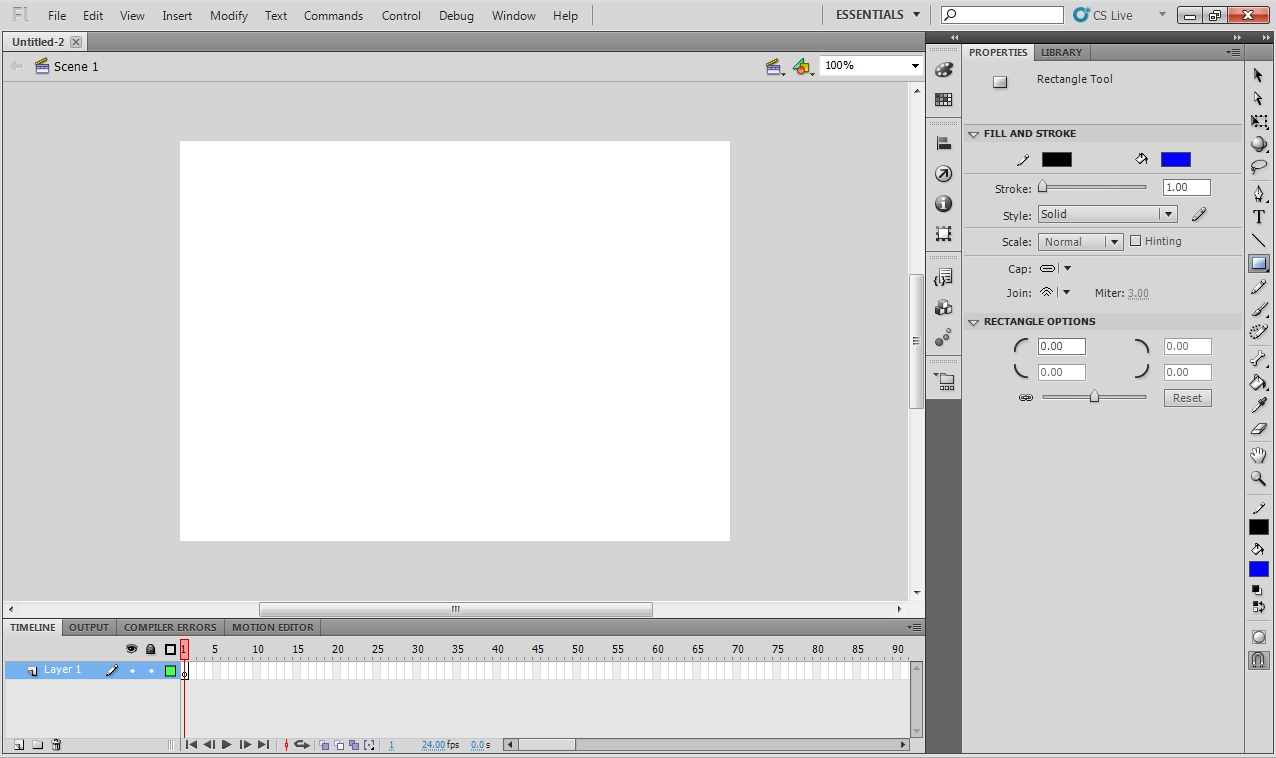 Fl File Edit View Insert Modify Text Commands Control Debug Window Help ESSENTIALS CS Live
Untitled-2
Scene 1 100%
PROPERTIES LIBRARY
Rectangle Tool
FILL AND STROKE
Stroke: 1.00
Style: Solid
Scale: Normal Hinting
Cap:
Join: Miter: 3.00
RECTANGLE OPTIONS
0.00 0.00
0.00 0.00
Reset
TIMELINE OUTPUT COMPILER ERRORS MOTION EDITOR
1 5 10 15 20 25 30 35 40 45 50 55 60 65 70 75 80 85 90
Layer 1
1 24.00 fps 0.0 s